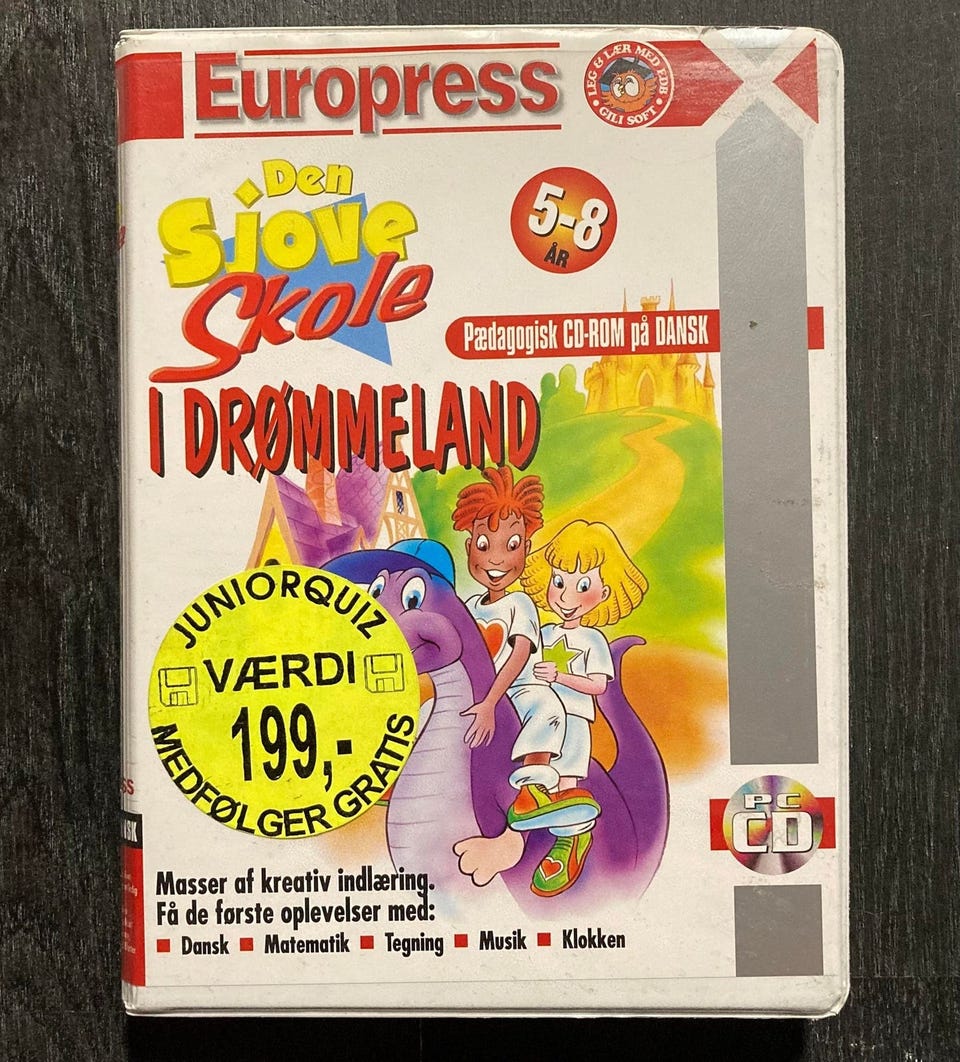 Europress
LEG & LÆR MED EDB
• GILI SOFT •
Den
Sjove
Skole
5-8
ÅR
Pædagogisk CD-ROM på DANSK
I DRØMMELAND
JUNIORQUIZ
VÆRDI
199,-
MEDFØLGER GRATIS
PC
CD
Masser af kreativ indlæring.
Få de første oplevelser med:
Dansk Matematik Tegning Musik Klokken